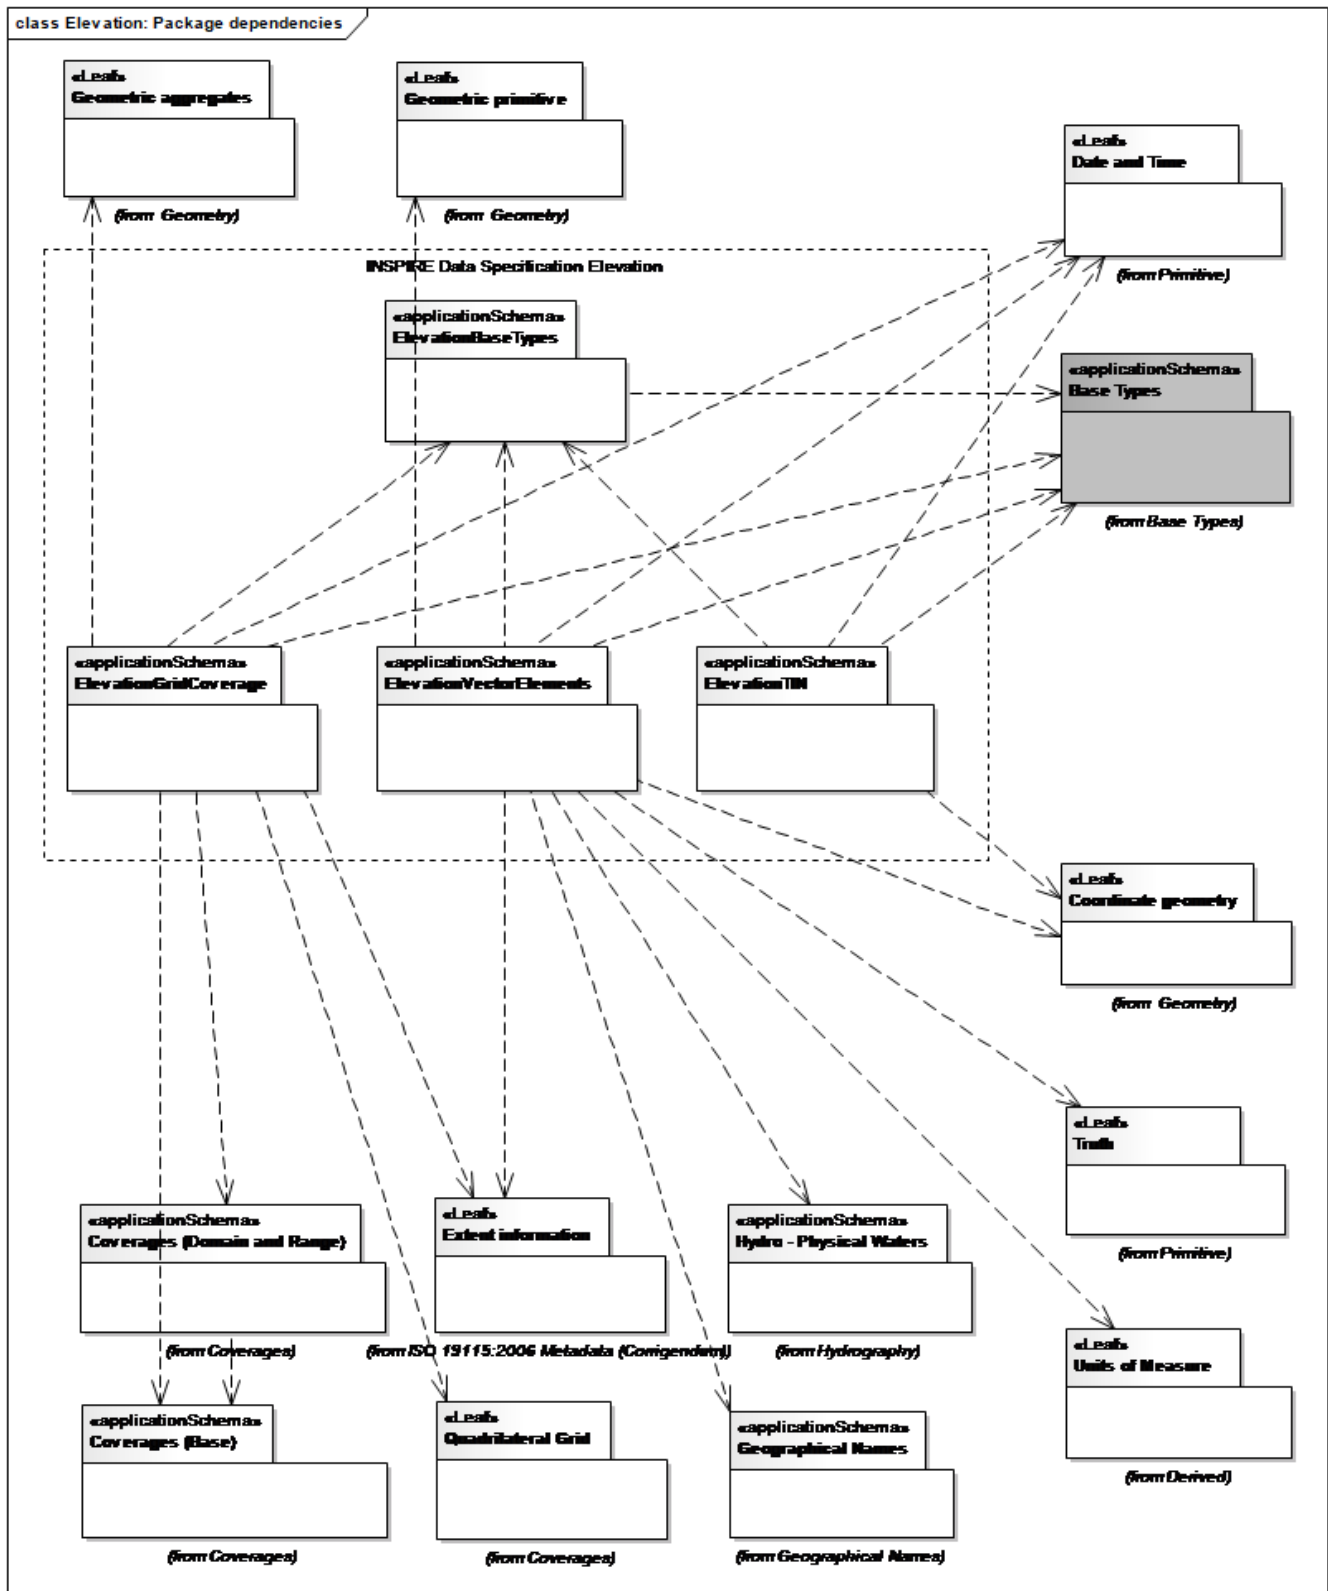 class Elevation: Package dependencies
«Leaf»
Geometric aggregates
(from Geometry)
«Leaf»
Geometric primitive
(from Geometry)
«Leaf»
Date and Time
(from Primitive)
INSPIRE Data Specification Elevation
«applicationSchema»
ElevationBaseTypes
«applicationSchema»
Base Types
(from Base Types)
«applicationSchema»
ElevationGridCoverage
«applicationSchema»
ElevationVectorElements
«applicationSchema»
ElevationTIN
«Leaf»
Coordinate geometry
(from Geometry)
«Leaf»
Truth
(from Primitive)
«applicationSchema»
Coverages (Domain and Range)
(from Coverages)
«Leaf»
Extent information
(from ISO 19115:2006 Metadata (Corrigendum))
«applicationSchema»
Hydro - Physical Waters
(from Hydrography)
«Leaf»
Units of Measure
(from Derived)
«applicationSchema»
Coverages (Base)
(from Coverages)
«Leaf»
Quadrilateral Grid
(from Coverages)
«applicationSchema»
Geographical Names
(from Geographical Names)